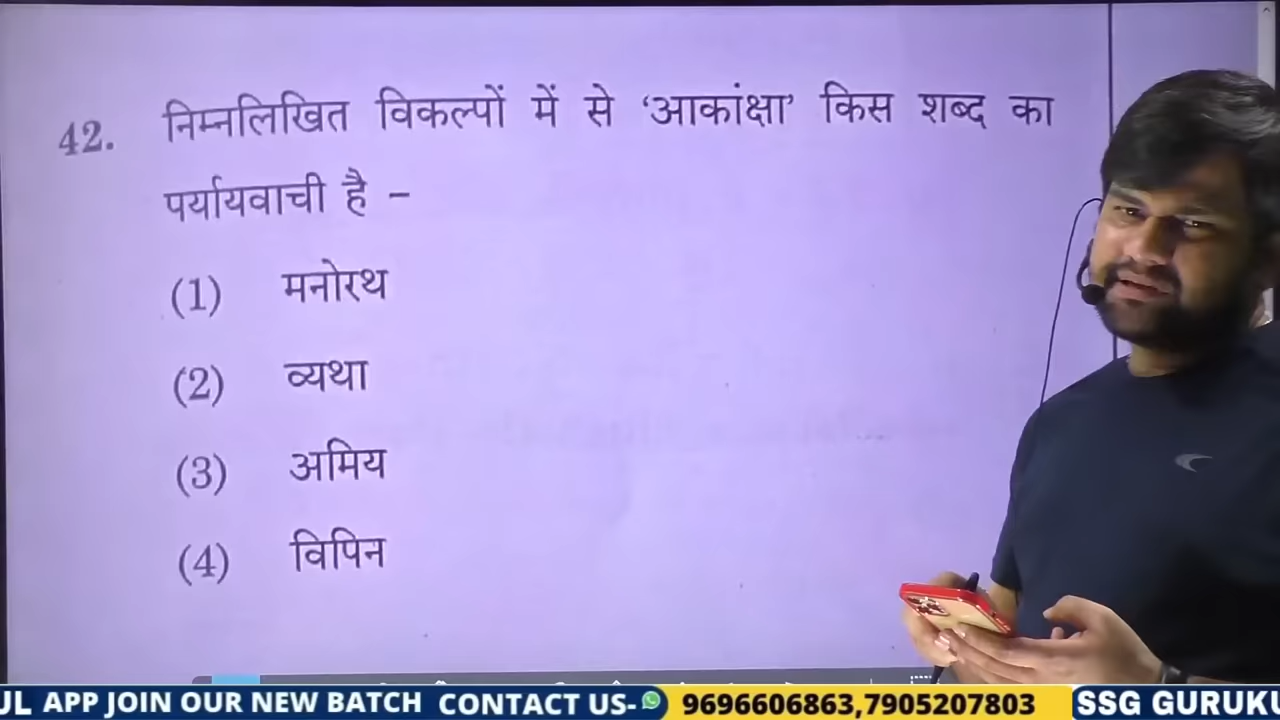 42. निम्नलिखित विकल्पों में से ‘आकांक्षा’ किस शब्द का
पर्यायवाची है –
(1) मनोरथ
(2) व्यथा
(3) अमिय
(4) विपिन
UL APP JOIN OUR NEW BATCH CONTACT US- 9696606863,7905207803 SSG GURUKU